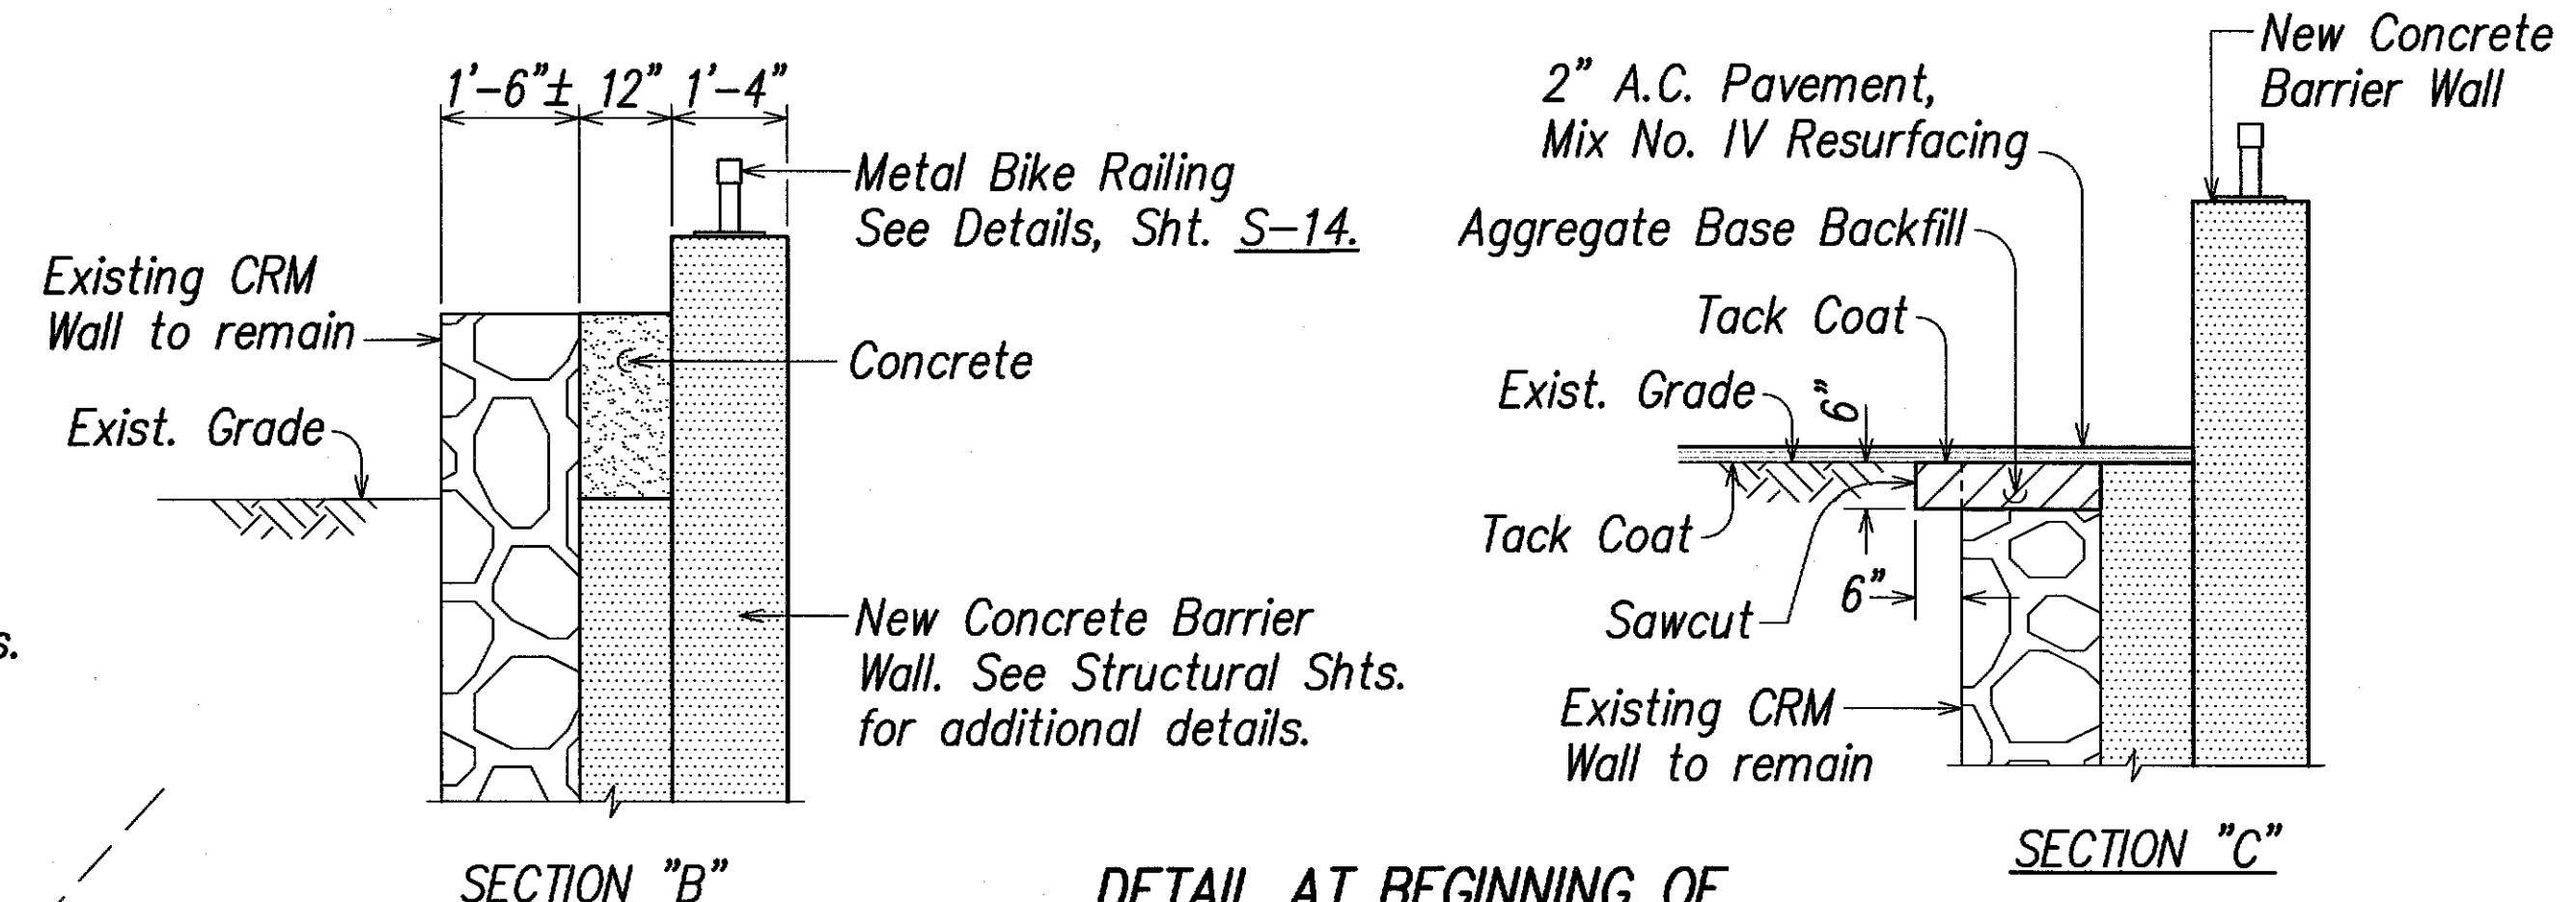 1'-6"± 12" 1'-4"
Metal Bike Railing
See Details, Sht. S-14.
Existing CRM
Wall to remain
Concrete
Exist. Grade
New Concrete Barrier
Wall. See Structural Shts.
for additional details.
s.
SECTION "B"
DETAIL AT BEGINNING OF
New Concrete
Barrier Wall
2" A.C. Pavement,
Mix No. IV Resurfacing
Aggregate Base Backfill
Tack Coat
Exist. Grade
6"
Tack Coat
6"
Sawcut
Existing CRM
Wall to remain
SECTION "C"